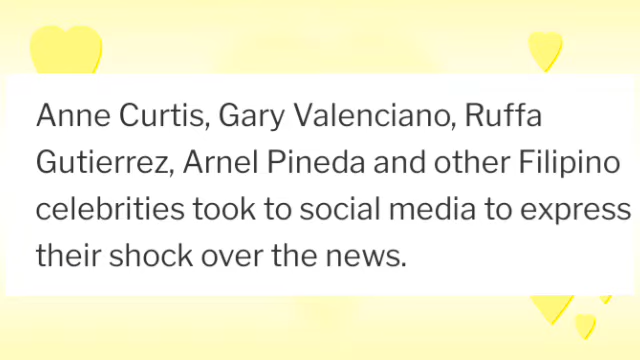 Anne Curtis, Gary Valenciano, Ruffa
Gutierrez, Arnel Pineda and other Filipino
celebrities took to social media to express
their shock over the news.